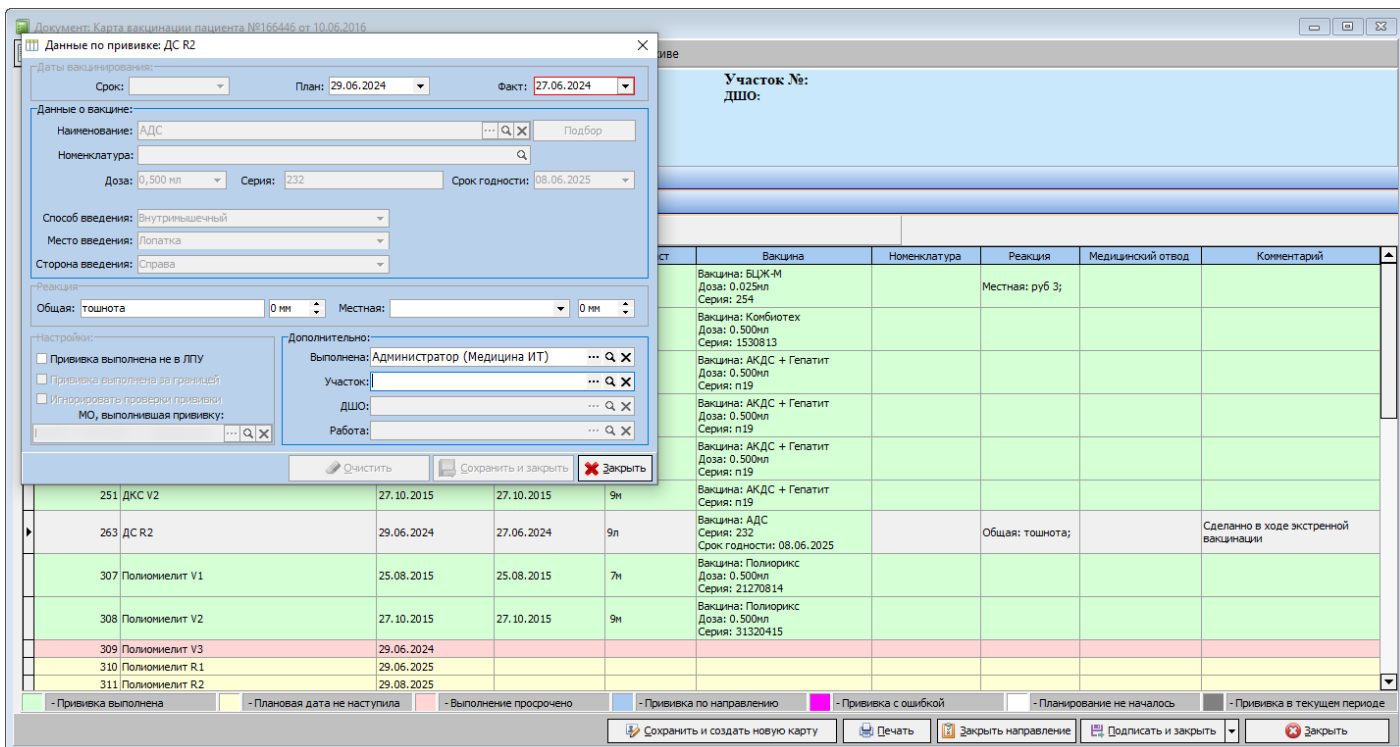 Документ: Карта вакцинации пациента №166446 от 10.06.2016
Данные по прививке: ДС R2
иве
Даты вакцинирования:
Срок: План: 29.06.2024 Факт: 27.06.2024
Участок №:
ДШО:
Данные о вакцине:
Наименование: АДС ... Подбор
Номенклатура:
Доза: 0,500 мл Серия: 232 Срок годности: 08.06.2025
Способ введения: Внутримышечный
Место введения: Лопатка
Сторона введения: Справа
Реакция
Общая: тошнота 0 мм Местная: 0 мм
Настройки:
Прививка выполнена не в ЛПУ
Прививка выполнена за границей
Игнорировать проверки прививки
МО, выполнившая прививку:
...
Дополнительно:
Выполнена: Администратор (Медицина ИТ) ...
Участок: ...
ДШО: ...
Работа: ...
Очистить Сохранить и закрыть Закрыть
ст Вакцина Номенклатура Реакция Медицинский отвод Комментарий
Вакцина: БЦЖ-М
Доза: 0.025мл
Серия: 254
Местная: руб 3;
Вакцина: Комбиотех
Доза: 0.500мл
Серия: 1530813
Вакцина: АКДС + Гепатит
Доза: 0.500мл
Серия: п19
Вакцина: АКДС + Гепатит
Доза: 0.500мл
Серия: п19
Вакцина: АКДС + Гепатит
Доза: 0.500мл
Серия: п19
251 ДКС V2 27.10.2015 27.10.2015 9м
Вакцина: АКДС + Гепатит
Серия: п19
263 ДС R2 29.06.2024 27.06.2024 9л
Вакцина: АДС
Серия: 232
Срок годности: 08.06.2025
Общая: тошнота;
Сделанно в ходе экстренной
вакцинации
307 Полиомиелит V1 25.08.2015 25.08.2015 7м
Вакцина: Полиорикс
Доза: 0.500мл
Серия: 21270814
308 Полиомиелит V2 27.10.2015 27.10.2015 9м
Вакцина: Полиорикс
Доза: 0.500мл
Серия: 31320415
309 Полиомиелит V3 29.06.2024
310 Полиомиелит R1 29.06.2025
311 Полиомиелит R2 29.08.2025
- Прививка выполнена - Плановая дата не наступила - Выполнение просрочено - Прививка по направлению - Прививка с ошибкой - Планирование не началось - Прививка в текущем периоде
Сохранить и создать новую карту Печать Закрыть направление Подписать и закрыть Закрыть